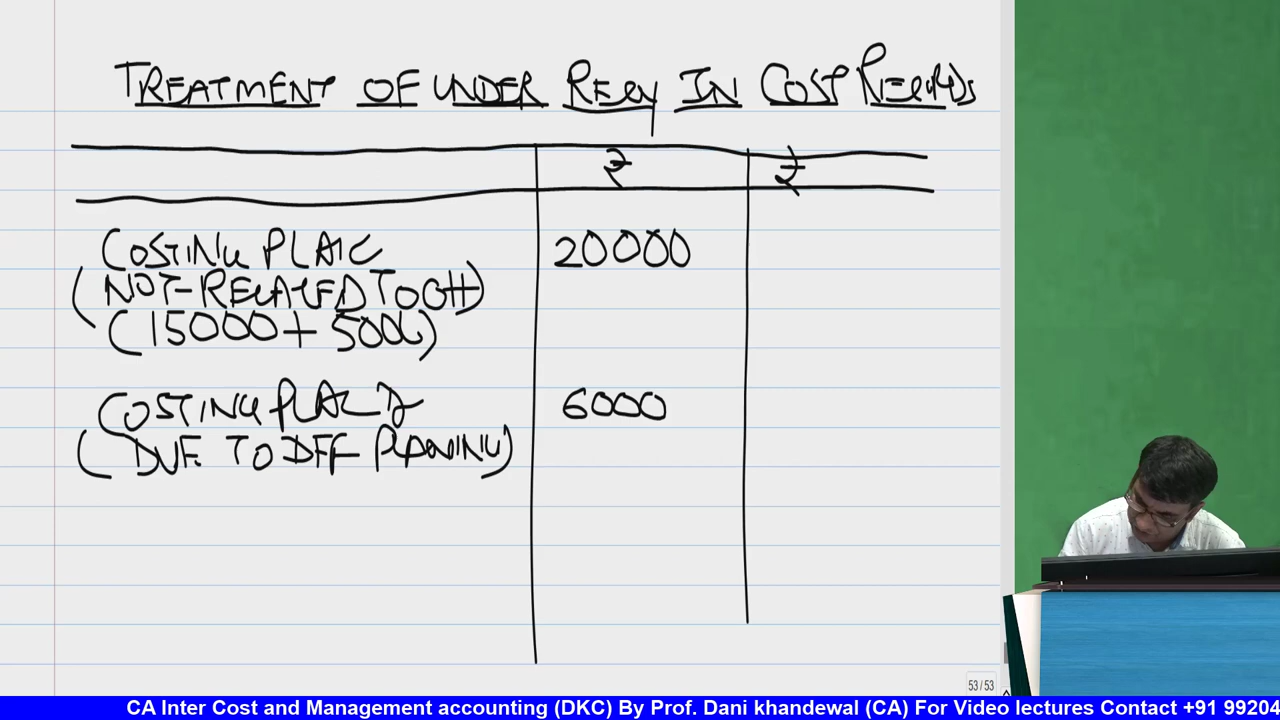 TREATMENT OF UNDER RECY IN COST RECORDS
₹ ₹
COSTING PLAIC 20000
(NOT-RELATED TO OH)
(15000 + 5000)
COSTING PLAC 6000
(DUE TO DEF PLANNING)
53/53
CA Inter Cost and Management accounting (DKC) By Prof. Dani khandewal (CA) For Video lectures Contact +91 99204